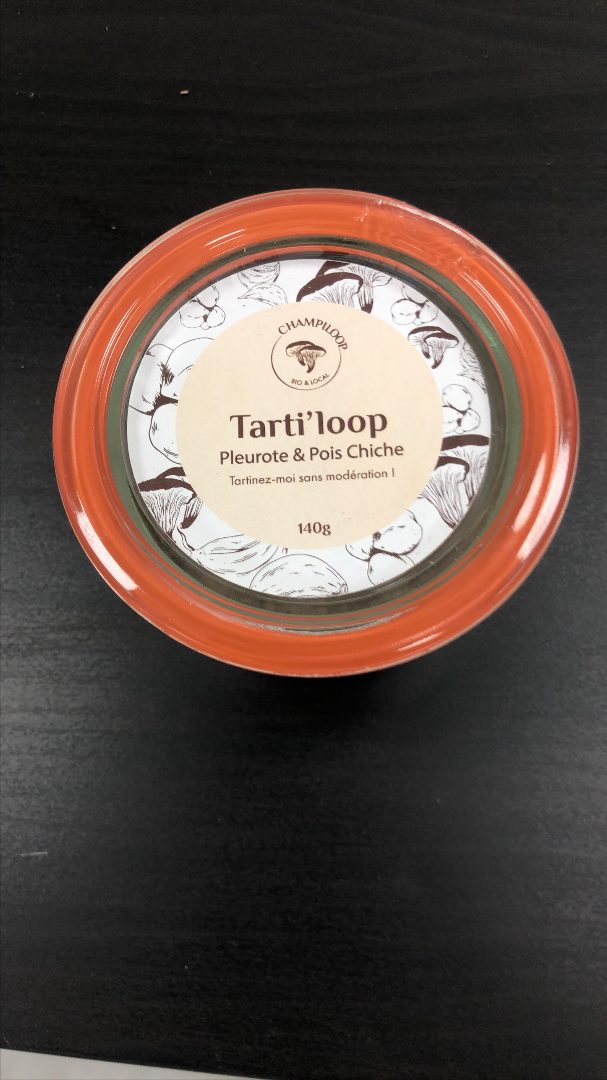 CHAMPILOOP
BIO & LOCAL
Tarti'loop
Pleurote & Pois Chiche
Tartinez-moi sans modération !
140g